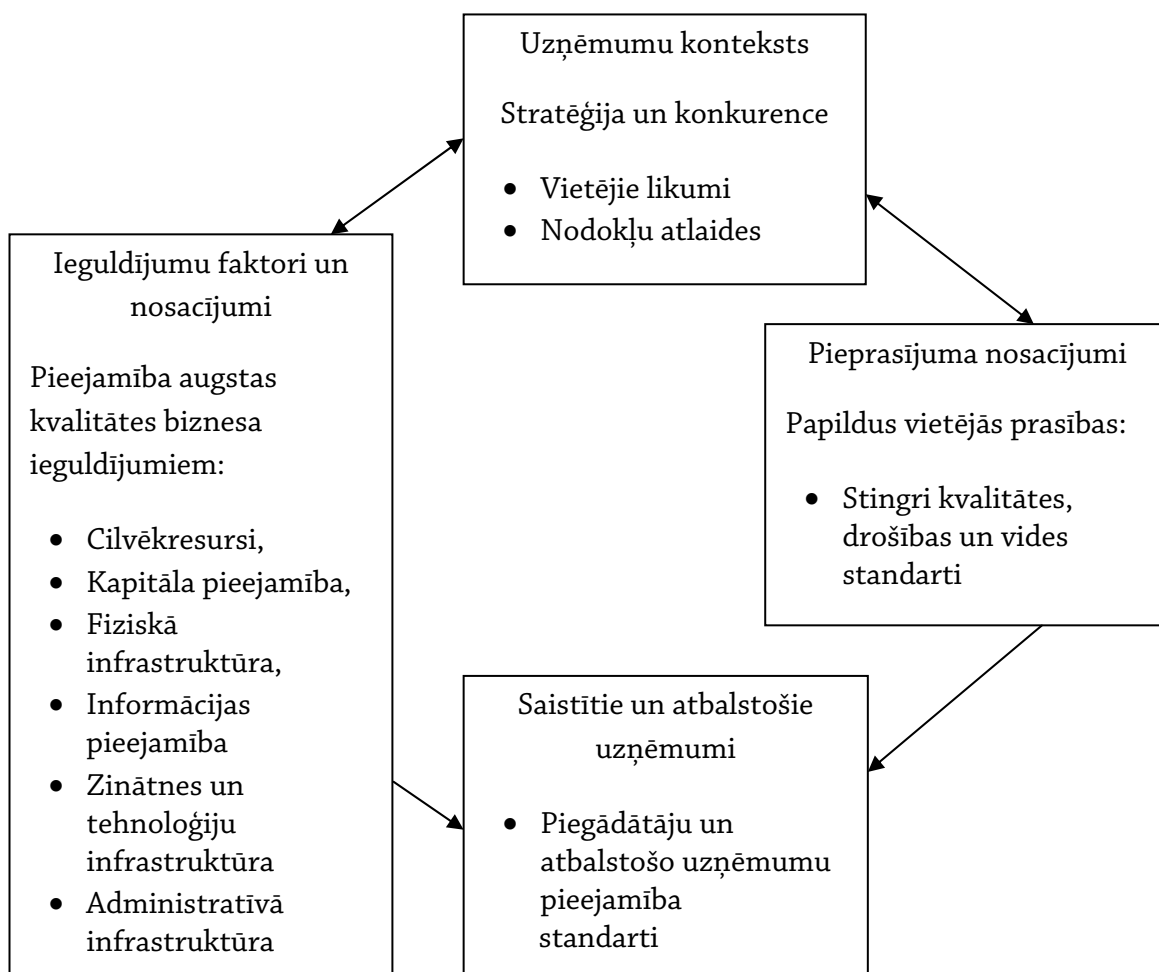 Uzņēmumu konteksts
Stratēģija un konkurence
• Vietējie likumi
• Nodokļu atlaides
Ieguldījumu faktori un
nosacījumi
Pieejamība augstas
kvalitātes biznesa
ieguldījumiem:
• Cilvēkresursi,
• Kapitāla pieejamība,
• Fiziskā
infrastruktūra,
• Informācijas
pieejamība
• Zinātnes un
tehnoloģiju
infrastruktūra
• Administratīvā
infrastruktūra
Pieprasījuma nosacījumi
Papildus vietējās prasības:
• Stingri kvalitātes,
drošības un vides
standarti
Saistītie un atbalstošie
uzņēmumi
• Piegādātāju un
atbalstošo uzņēmumu
pieejamība
standarti